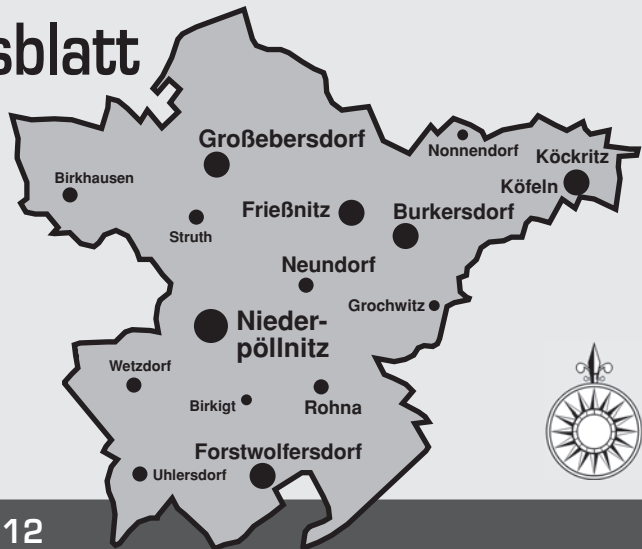 sblatt
Großebersdorf
Nonnendorf
Köckritz
Birkhausen
Köfeln
Frießnitz
Burkersdorf
Struth
Neundorf
Grochwitz
Nieder-
pöllnitz
Wetzdorf
Birkigt
Rohna
Forstwolfersdorf
Uhlersdorf
12